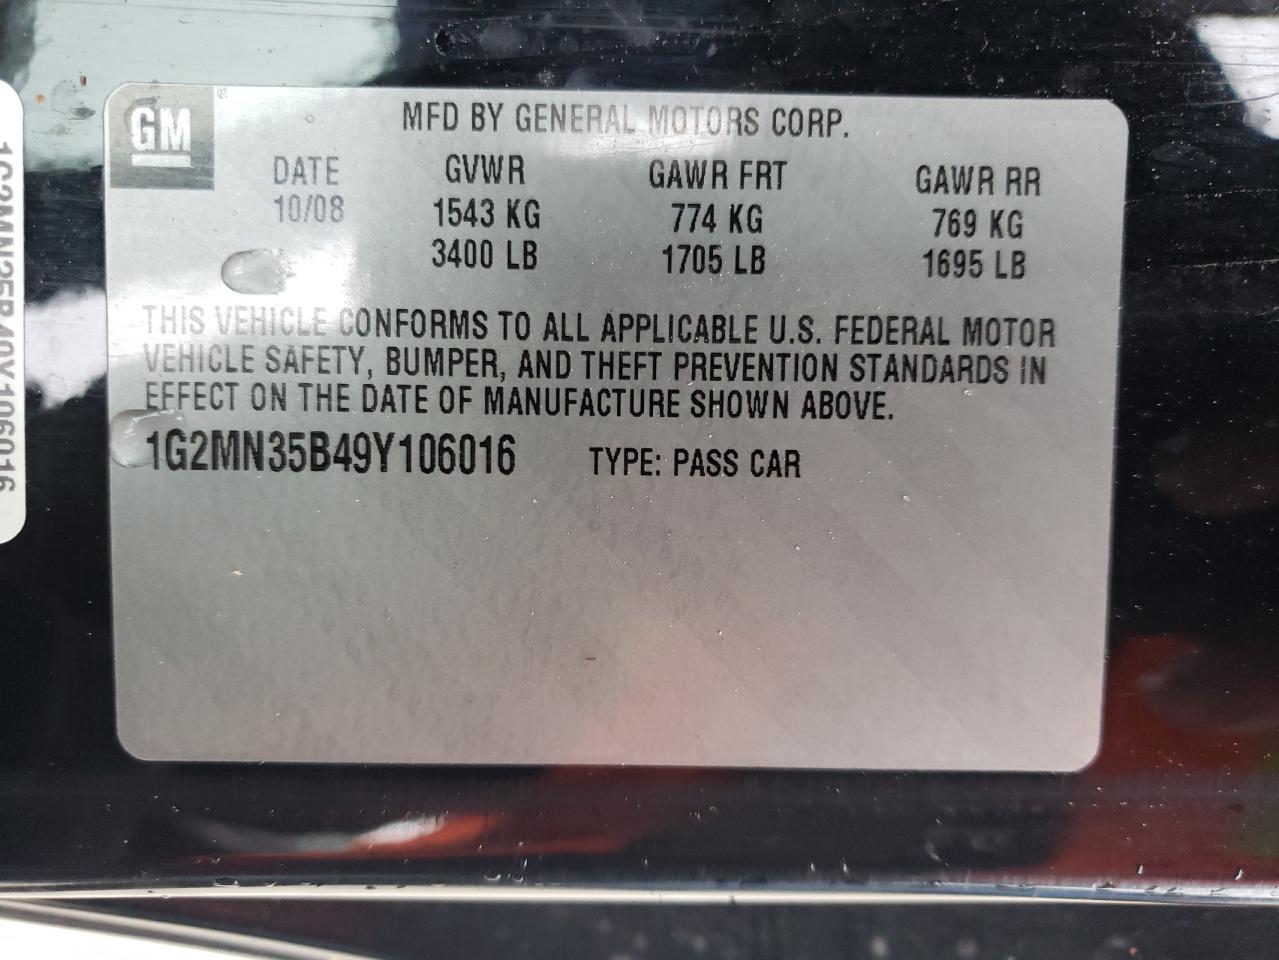 GM
MFD BY GENERAL MOTORS CORP.
DATE GVWR GAWR FRT GAWR RR
10/08 1543 KG 774 KG 769 KG
3400 LB 1705 LB 1695 LB
THIS VEHICLE CONFORMS TO ALL APPLICABLE U.S. FEDERAL MOTOR
VEHICLE SAFETY, BUMPER, AND THEFT PREVENTION STANDARDS IN
EFFECT ON THE DATE OF MANUFACTURE SHOWN ABOVE.
1G2MN35B49Y106016 TYPE: PASS CAR
1G2MN35B49Y106016